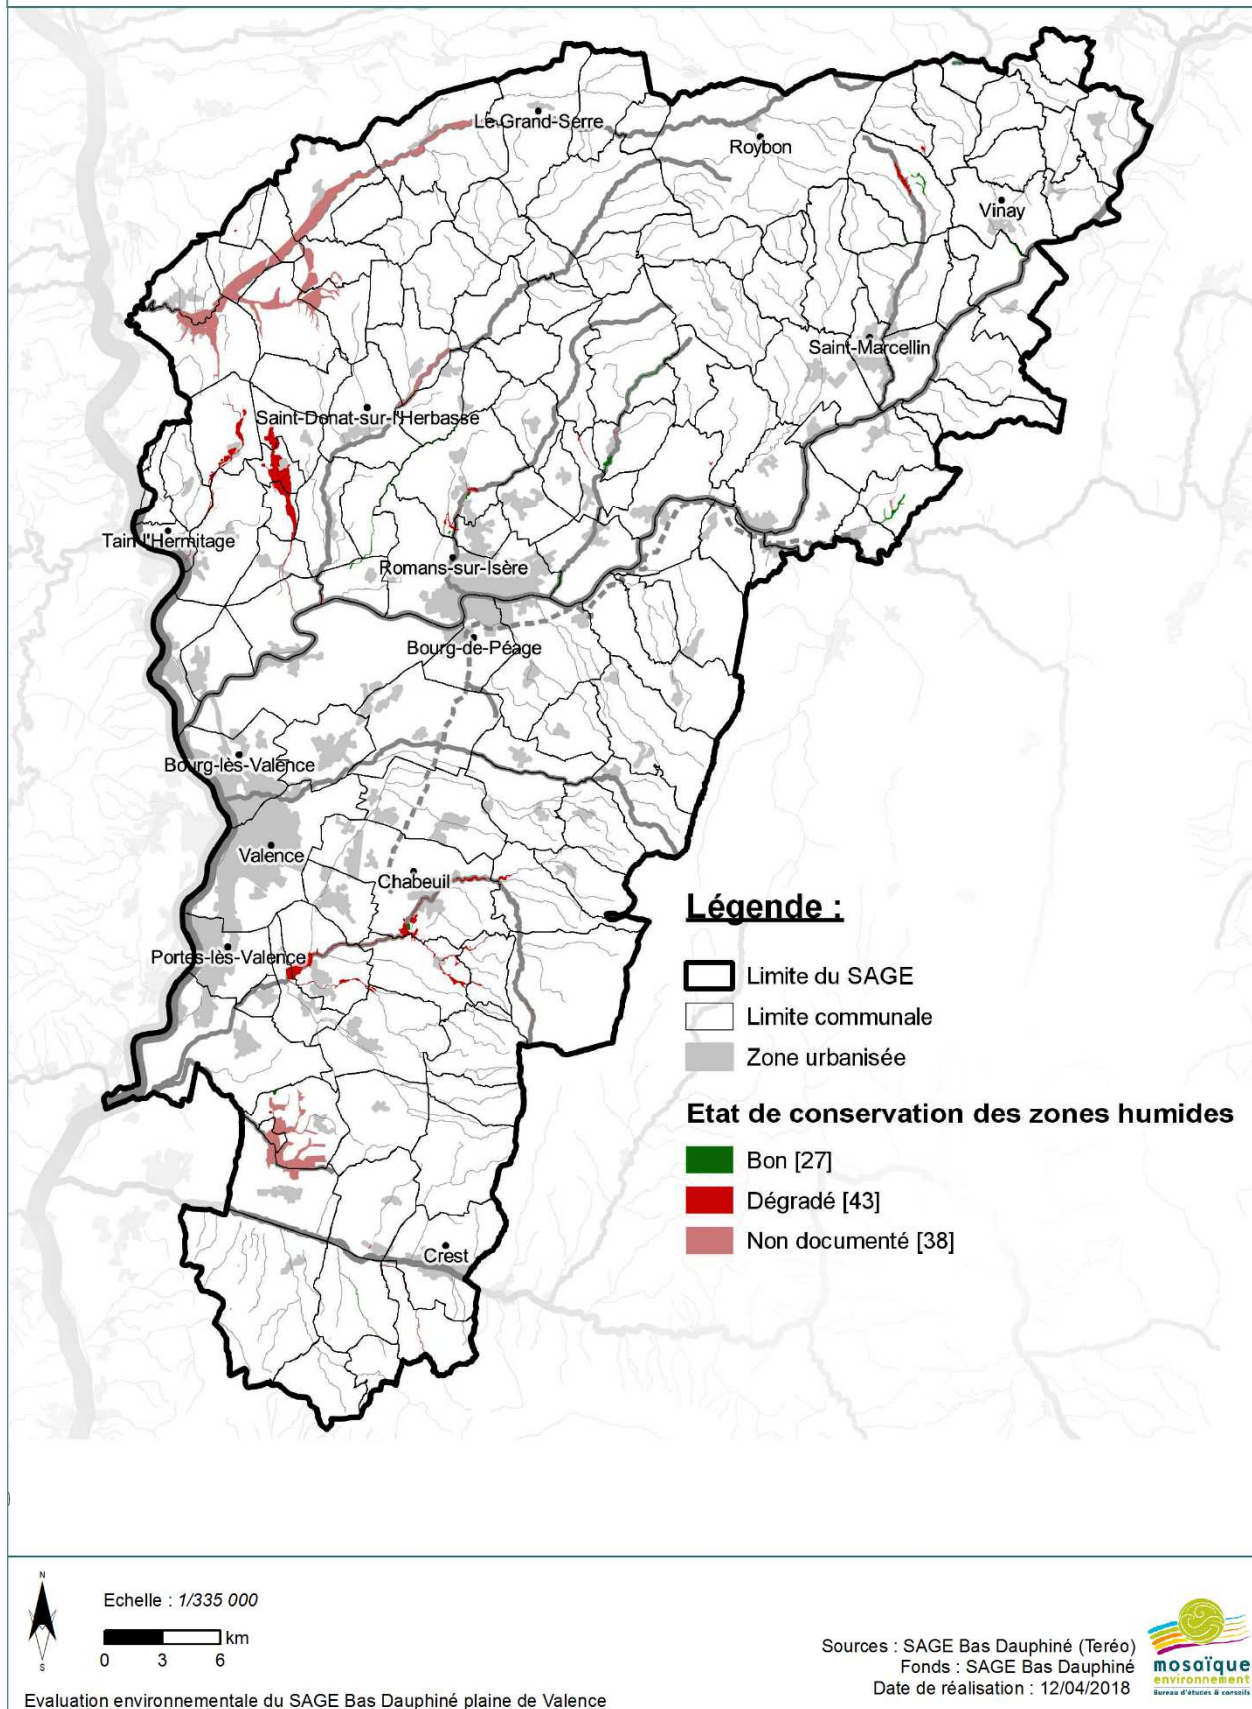 Le-Grand-Serre
Roybon
Vinay
Saint-Marcellin
Saint-Donat-sur-l'Herbasse
Tain-l'Hermitage
Romans-sur-Isère
Bourg-de-Péage
Bourg-lès-Valence
Valence
Chabeuil
Portes-lès-Valence
Crest
Légende :
Limite du SAGE
Limite communale
Zone urbanisée
Etat de conservation des zones humides
Bon [27]
Dégradé [43]
Non documenté [38]
N
S
Echelle : 1/335 000
km
0 3 6
Evaluation environnementale du SAGE Bas Dauphiné plaine de Valence
Sources : SAGE Bas Dauphiné (Teréo)
Fonds : SAGE Bas Dauphiné
Date de réalisation : 12/04/2018
mosaïque
environnement
Bureau d'études & conseils